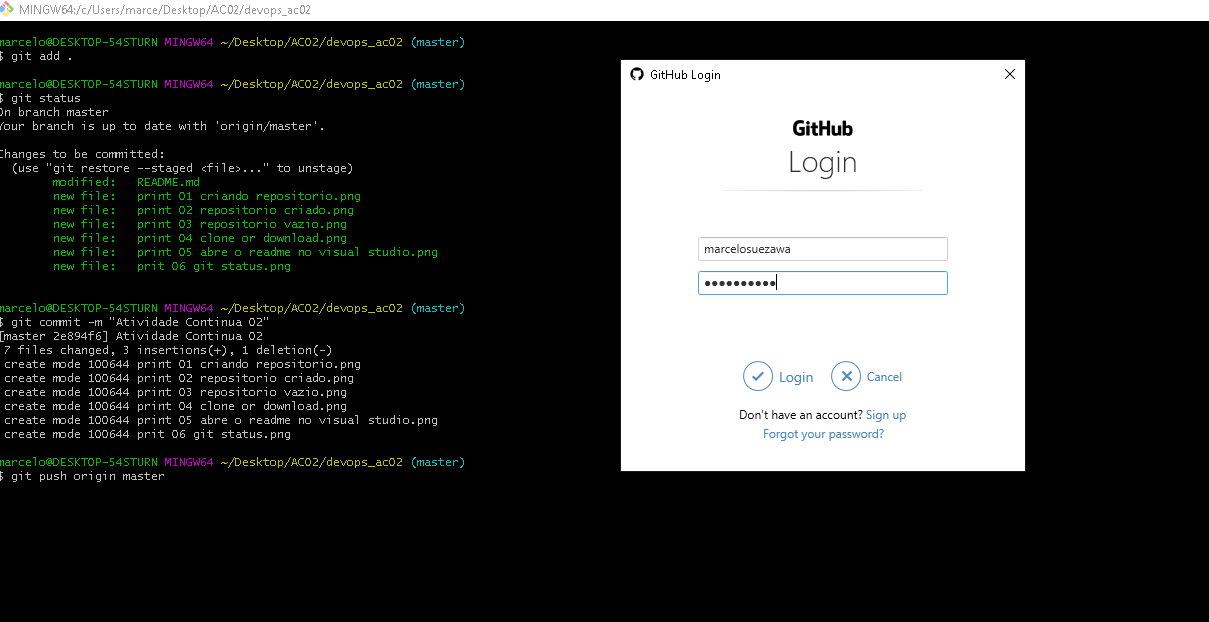 MINGW64:/c/Users/marce/Desktop/AC02/devops_ac02
marcelo@DESKTOP-54STURN MINGW64 ~/Desktop/AC02/devops_ac02 (master)
$ git add .
marcelo@DESKTOP-54STURN MINGW64 ~/Desktop/AC02/devops_ac02 (master)
$ git status
On branch master
Your branch is up to date with 'origin/master'.
Changes to be committed:
(use "git restore --staged <file>..." to unstage)
modified: README.md
new file: print 01 criando repositorio.png
new file: print 02 repositorio criado.png
new file: print 03 repositorio vazio.png
new file: print 04 clone or download.png
new file: print 05 abre o readme no visual studio.png
new file: prit 06 git status.png
marcelo@DESKTOP-54STURN MINGW64 ~/Desktop/AC02/devops_ac02 (master)
$ git commit -m "Atividade Continua 02"
[master 2e894f6] Atividade Continua 02
7 files changed, 3 insertions(+), 1 deletion(-)
create mode 100644 print 01 criando repositorio.png
create mode 100644 print 02 repositorio criado.png
create mode 100644 print 03 repositorio vazio.png
create mode 100644 print 04 clone or download.png
create mode 100644 print 05 abre o readme no visual studio.png
create mode 100644 prit 06 git status.png
marcelo@DESKTOP-54STURN MINGW64 ~/Desktop/AC02/devops_ac02 (master)
$ git push origin master
GitHub Login
GitHub
Login
marcelosuezawa
●●●●●●●●●●
Login Cancel
Don't have an account? Sign up
Forgot your password?